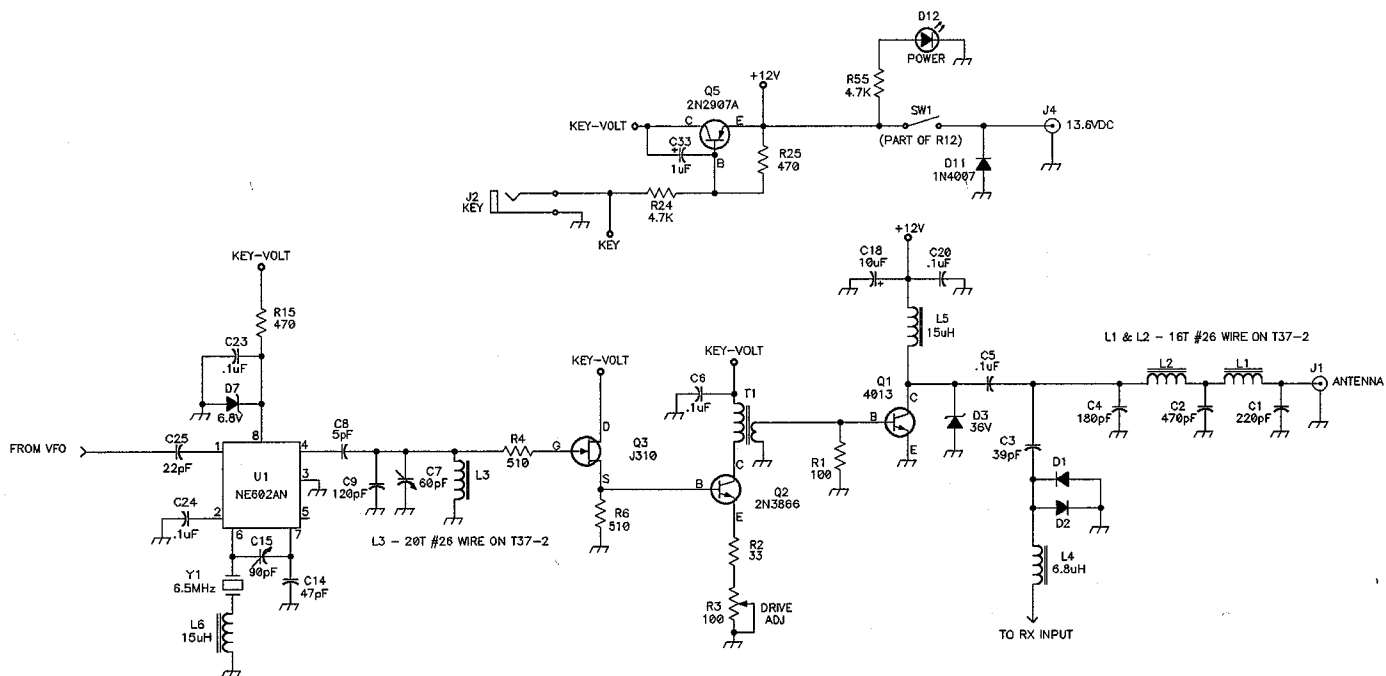 D12
POWER
+12V
R55
4.7K
Q5
2N2907A
SW1
J4
KEY-VOLT
C
E
13.6VDC
(PART OF R12)
C33
+
1uF
B
R25
470
D11
1N4007
J2
KEY
R24
4.7K
KEY
+12V
KEY-VOLT
C18
10uF
+
C20
.1uF
R15
470
L5
15uH
L1 & L2 - 16T #26 WIRE ON T37-2
C23
.1uF
KEY-VOLT
KEY-VOLT
C5
.1uF
L2
L1
J1
ANTENNA
D7
6.8V
C6
.1uF
T1
Q1
4013
C
B
E
D3
36V
C4
180pF
C2
470pF
C1
220pF
FROM VFO
C25
22pF
1
8
4
C8
5pF
R4
510
G
D
S
Q3
J310
R1
100
C3
39pF
U1
NE602AN
3
C9
120pF
C7
60pF
L3
C
B
E
Q2
2N3866
D1
D2
C24
.1uF
2
5
6
7
R6
510
L3 - 20T #26 WIRE ON T37-2
C15
90pF
R2
33
L4
6.8uH
Y1
6.5MHz
C14
47pF
R3
100
DRIVE
ADJ
L6
15uH
TO RX INPUT